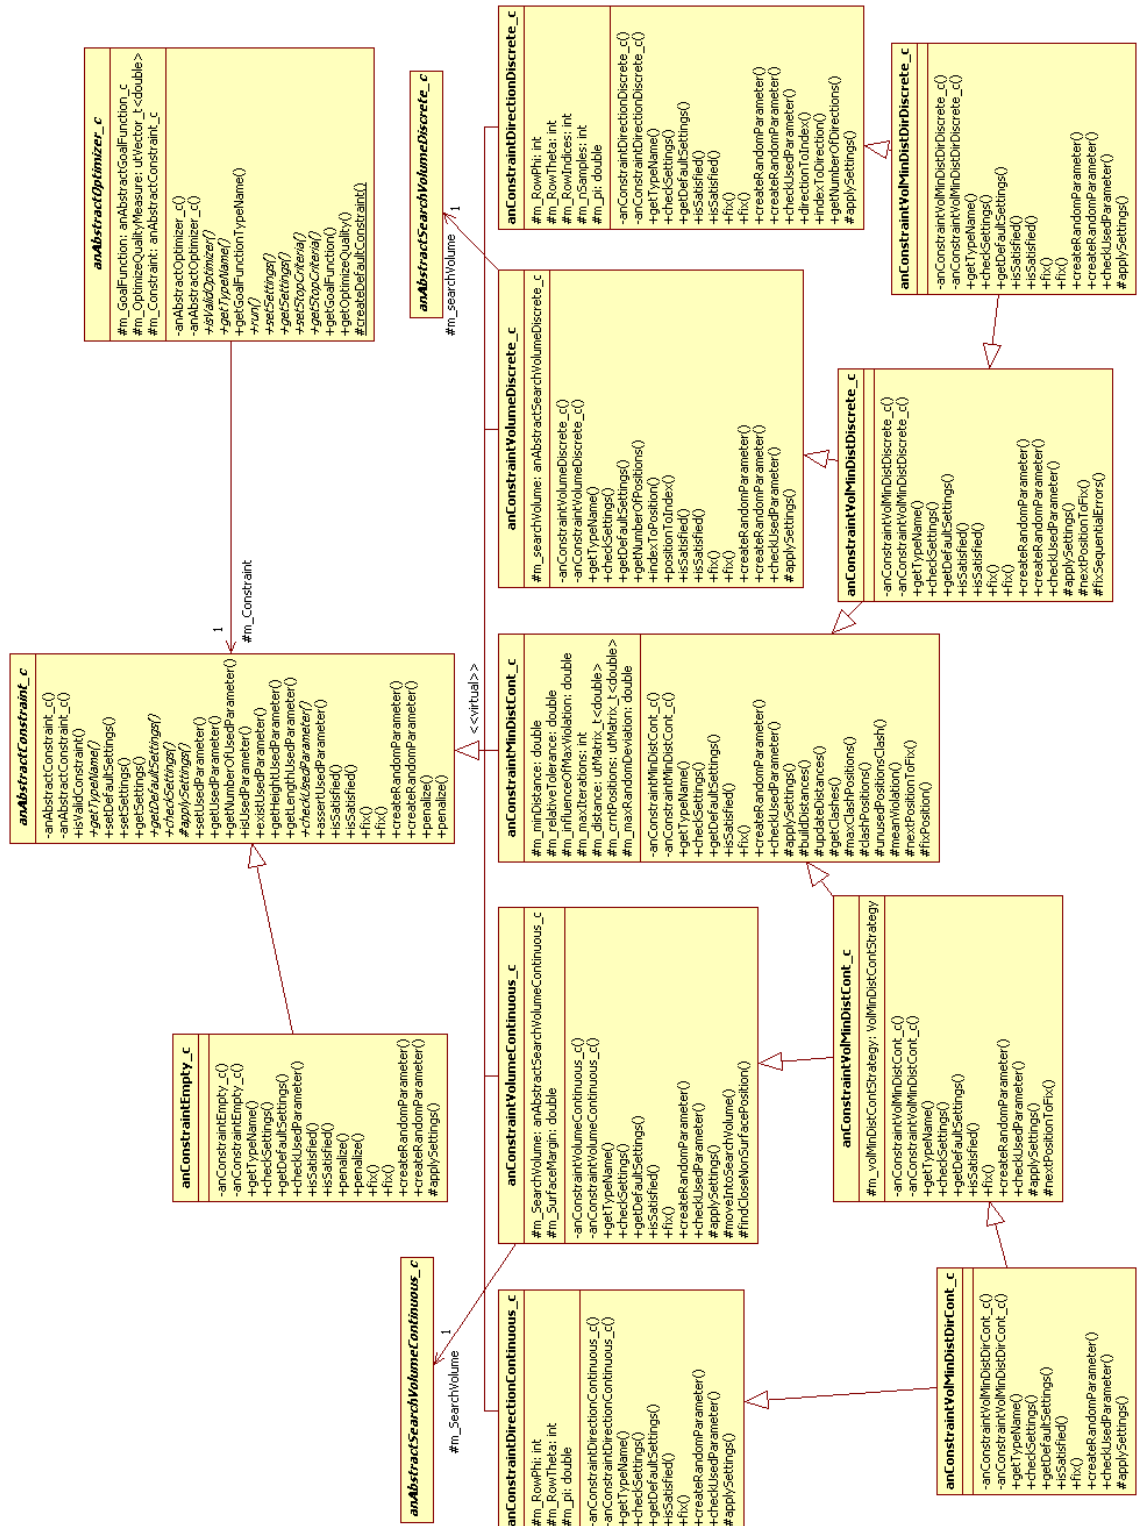 anAbstractOptimizer_c
#m_GoalFunction: anAbstractGoalFunction_c
#m_OptimizeQualityMeasure: utVector_t<double>
#m_Constraint: anAbstractConstraint_c
-anAbstractOptimizer_c()
-anAbstractOptimizer_c()
+isValidOptimizer()
+getTypeName()
+getGoalFunctionTypeName()
+run()
+setSettings()
+getSettings()
+setStopCriteria()
+getStopCriteria()
+getGoalFunction()
+getOptimizeQuality()
#createDefaultConstraint()
1
#m_Constraint
anAbstractConstraint_c
-anAbstractConstraint_c()
-anAbstractConstraint_c()
+isValidConstraint()
+getTypeName()
+setDefaultSettings()
+setSettings()
+getSettings()
+getDefaultSettings()
+checkSettings()
#applySettings()
+setUsedParameter()
+getUsedParameter()
+getNumberOfUsedParameter()
+isUsedParameter()
+existUsedParameter()
+getHeightUsedParameter()
+getLengthUsedParameter()
+checkUsedParameter()
+assertUsedParameter()
+isSatisfied()
+isSatisfied()
+fix()
+fix()
+createRandomParameter()
+createRandomParameter()
+penalize()
+penalize()
<<virtual>>
anConstraintEmpty_c
-anConstraintEmpty_c()
-anConstraintEmpty_c()
+getTypeName()
+checkSettings()
+getDefaultSettings()
+checkUsedParameter()
+isSatisfied()
+isSatisfied()
+penalize()
+penalize()
+fix()
+fix()
+createRandomParameter()
+createRandomParameter()
#applySettings()
anAbstractSearchVolumeContinuous_c
1
#m_SearchVolume
anAbstractSearchVolumeDiscrete_c
1
#m_searchVolume
anConstraintDirectionContinuous_c
#m_RowPhi: int
#m_RowTheta: int
#m_pi: double
-anConstraintDirectionContinuous_c()
-anConstraintDirectionContinuous_c()
+getTypeName()
+checkSettings()
+getDefaultSettings()
+isSatisfied()
+fix()
+createRandomParameter()
+checkUsedParameter()
#applySettings()
anConstraintVolumeContinuous_c
#m_SearchVolume: anAbstractSearchVolumeContinuous_c
#m_SurfaceMargin: double
-anConstraintVolumeContinuous_c()
-anConstraintVolumeContinuous_c()
+getTypeName()
+checkSettings()
+getDefaultSettings()
+isSatisfied()
+fix()
+createRandomParameter()
+checkUsedParameter()
#applySettings()
#moveIntoSearchVolume()
#findCloseNonSurfacePosition()
anConstraintMinDistCont_c
#m_minDistance: double
#m_relativeTolerance: double
#m_influenceOfMaxViolation: double
#m_maxIterations: int
#m_distance: utMatrix_t<double>
#m_crntPositions: utMatrix_t<double>
#m_maxRandomDeviation: double
-anConstraintMinDistCont_c()
-anConstraintMinDistCont_c()
+getTypeName()
+checkSettings()
+getDefaultSettings()
+isSatisfied()
+fix()
+createRandomParameter()
+checkUsedParameter()
#applySettings()
#buildDistances()
#updateDistances()
#getClashes()
#maxClashPositions()
#clashPositions()
#unusedPositionsClash()
#meanViolation()
#nextPositionToFix()
#fixPosition()
anConstraintVolumeDiscrete_c
#m_searchVolume: anAbstractSearchVolumeDiscrete_c
-anConstraintVolumeDiscrete_c()
-anConstraintVolumeDiscrete_c()
+getTypeName()
+checkSettings()
+getDefaultSettings()
+getNumberOfPositions()
+indexToPosition()
+positionToIndex()
+isSatisfied()
+isSatisfied()
+fix()
+fix()
+createRandomParameter()
+createRandomParameter()
+checkUsedParameter()
#applySettings()
anConstraintDirectionDiscrete_c
#m_RowPhi: int
#m_RowTheta: int
#m_RowIndices: int
#m_nSamples: int
#m_pi: double
-anConstraintDirectionDiscrete_c()
-anConstraintDirectionDiscrete_c()
+getTypeName()
+checkSettings()
+getDefaultSettings()
+isSatisfied()
+isSatisfied()
+fix()
+fix()
+createRandomParameter()
+createRandomParameter()
+checkUsedParameter()
+directionToIndex()
+indexToDirection()
+getNumberOfDirections()
#applySettings()
anConstraintVolMinDistCont_c
#m_volMinDistContStrategy: VolMinDistContStrategy
-anConstraintVolMinDistCont_c()
-anConstraintVolMinDistCont_c()
+getTypeName()
+checkSettings()
+getDefaultSettings()
+isSatisfied()
+fix()
+createRandomParameter()
+checkUsedParameter()
#applySettings()
#nextPositionToFix()
anConstraintVolMinDistDiscrete_c
-anConstraintVolMinDistDiscrete_c()
-anConstraintVolMinDistDiscrete_c()
+getTypeName()
+checkSettings()
+getDefaultSettings()
+isSatisfied()
+isSatisfied()
+fix()
+fix()
+createRandomParameter()
+createRandomParameter()
+checkUsedParameter()
#applySettings()
#nextPositionToFix()
#fixSequentialErrors()
anConstraintVolMinDistDirCont_c
-anConstraintVolMinDistDirCont_c()
-anConstraintVolMinDistDirCont_c()
+getTypeName()
+checkSettings()
+getDefaultSettings()
+isSatisfied()
+fix()
+createRandomParameter()
+checkUsedParameter()
#applySettings()
anConstraintVolMinDistDirDiscrete_c
-anConstraintVolMinDistDirDiscrete_c()
-anConstraintVolMinDistDirDiscrete_c()
+getTypeName()
+checkSettings()
+getDefaultSettings()
+isSatisfied()
+isSatisfied()
+fix()
+fix()
+createRandomParameter()
+createRandomParameter()
+checkUsedParameter()
#applySettings()